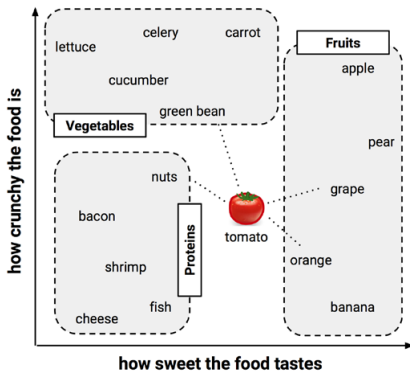 how crunchy the food is
lettuce
celery
carrot
cucumber
green bean
Vegetables
Fruits
apple
pear
grape
orange
banana
nuts
bacon
shrimp
fish
cheese
Proteins
tomato
how sweet the food tastes